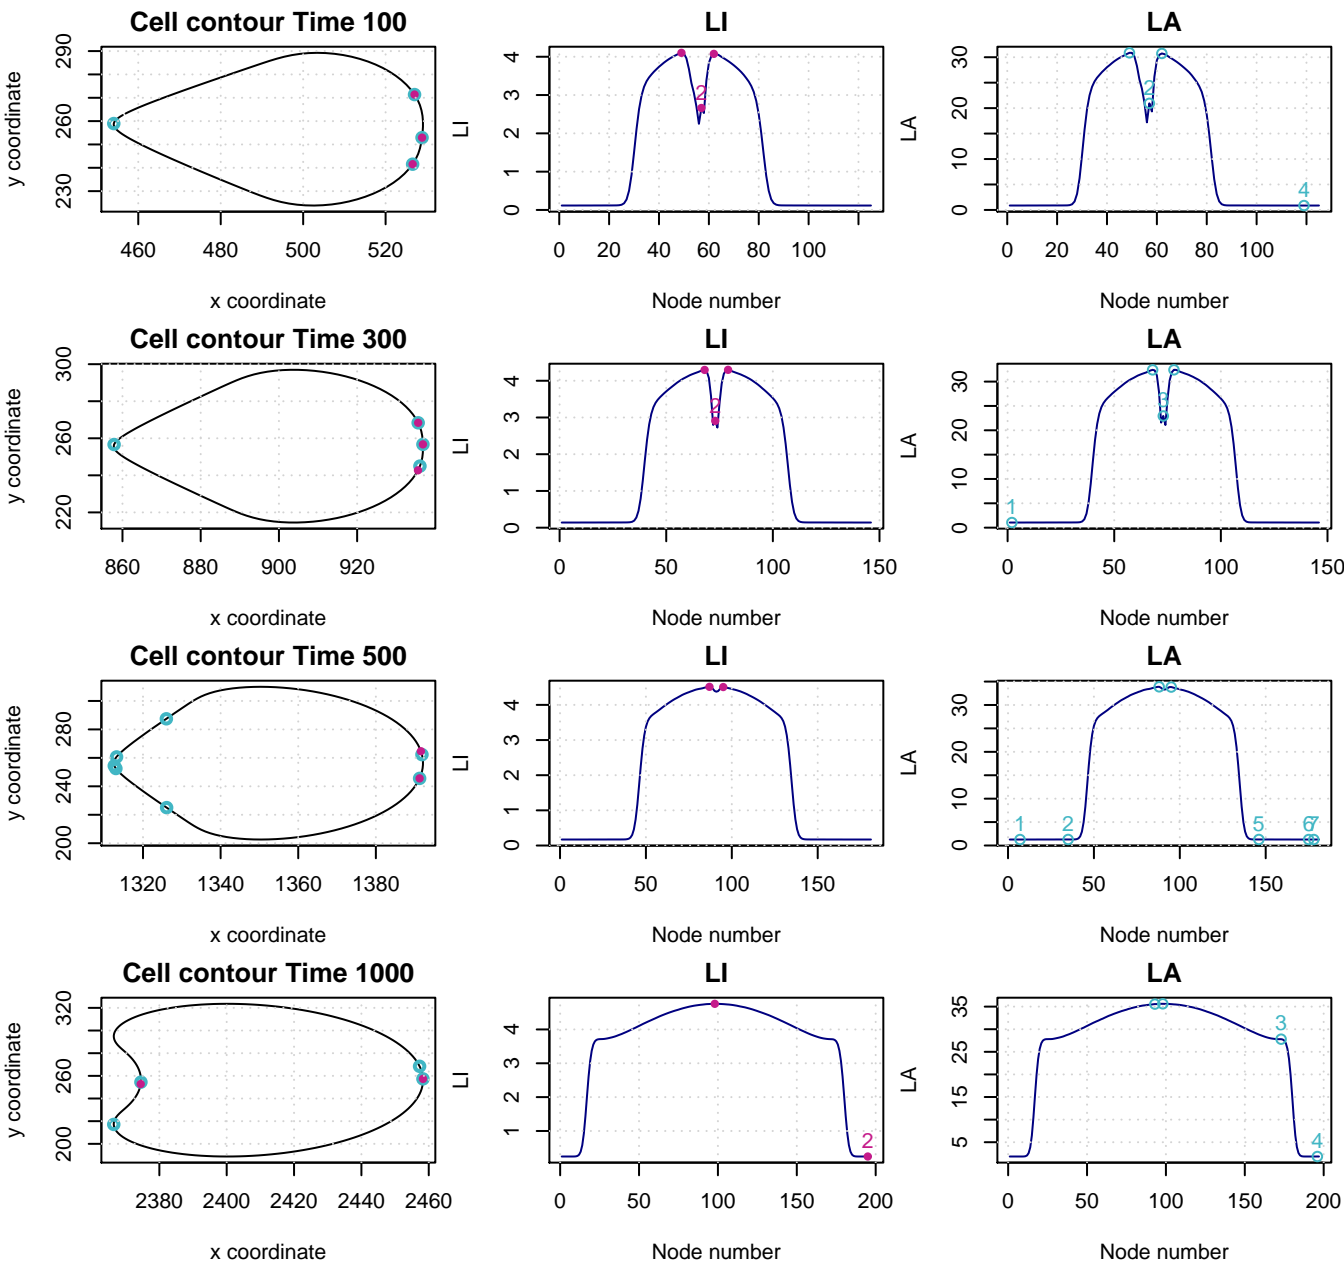 Cell contour Time 100
290
260
230
y coordinate
460 480 500 520
x coordinate
LI
4
3
2
1
0
LI
2
0 20 40 60 80 100
Node number
LA
30
20
10
0
LA
2
4
0 20 40 60 80 100
Node number
Cell contour Time 300
300
260
220
y coordinate
860 880 900 920
x coordinate
LI
4
3
2
1
0
LI
2
0 50 100 150
Node number
LA
30
20
10
0
LA
3
1
0 50 100 150
Node number
Cell contour Time 500
280
240
200
y coordinate
1320 1340 1360 1380
x coordinate
LI
4
3
2
1
0
LI
0 50 100 150
Node number
LA
30
20
10
0
LA
1 2 5 6 7
0 50 100 150
Node number
Cell contour Time 1000
320
260
200
y coordinate
2380 2400 2420 2440 2460
x coordinate
LI
4
3
2
1
LI
2
0 50 100 150 200
Node number
LA
35
25
15
5
LA
3
4
0 50 100 150 200
Node number